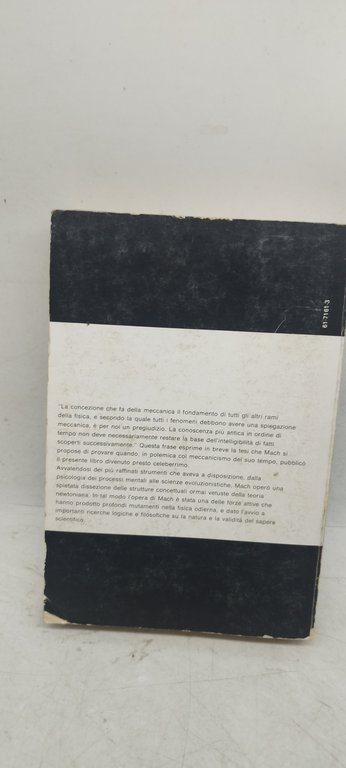 61-7161-3
"La concezione che fa della meccanica il fondamento di tutti gli altri rami
della fisica, e secondo la quale tutti i fenomeni debbono avere una spiegazione
meccanica, è per noi un pregiudizio. La conoscenza più antica in ordine di
tempo non deve necessariamente restare la base dell'intelligibilità di fatti
scoperti successivamente." Questa frase esprime in breve la tesi che Mach si
propose di provare quando, in polemica col meccanicismo del suo tempo, pubblicò
il presente libro divenuto presto celeberrimo.
Avvalendosi dei più raffinati strumenti che aveva a disposizione, dalla
psicologia dei processi mentali alle scienze evoluzionistiche, Mach operò una
spietata dissezione delle strutture concettuali ormai vetuste della teoria
newtoniana. In tal modo l'opera di Mach è stata una delle forze attive che
hanno prodotto profondi mutamenti nella fisica odierna, e dato l'avvio a
importanti ricerche logiche e filosofiche su la natura e la validità del sapere
scientifico.